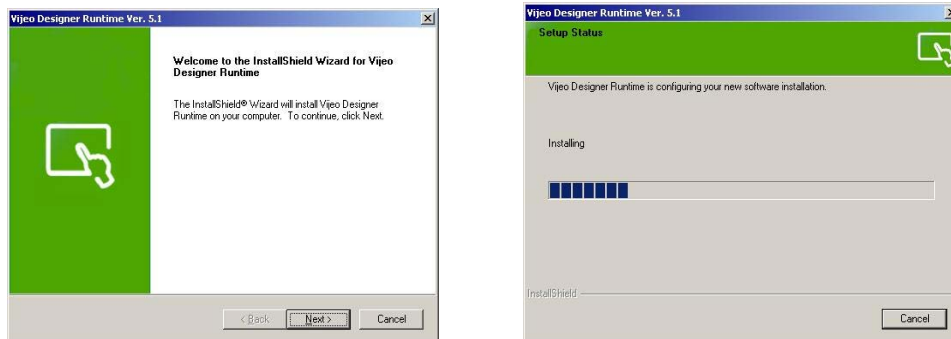 Vijeo Designer Runtime Ver. 5.1
Welcome to the InstallShield Wizard for Vijeo
Designer Runtime
The InstallShield® Wizard will install Vijeo Designer
Runtime on your computer. To continue, click Next.
< Back
Next >
Cancel
Vijeo Designer Runtime Ver. 5.1
Setup Status
Vijeo Designer Runtime is configuring your new software installation.
Installing
InstallShield
Cancel